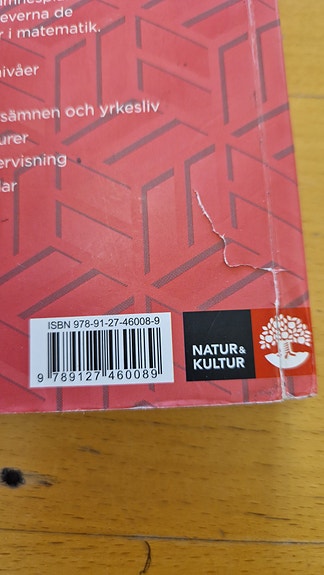 everna de
r i matematik.
nivåer
sämnen och yrkesliv
urer
ervisning
lar
ISBN 978-91-27-46008-9
9 789127 460089
NATUR &
KULTUR